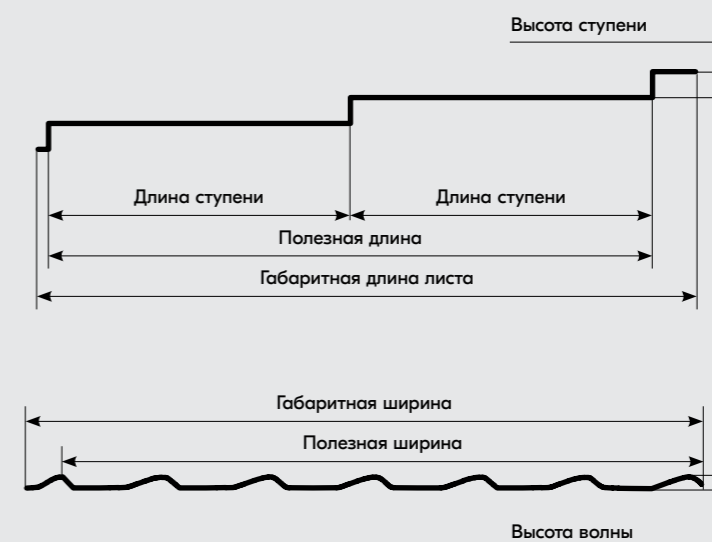 Высота ступени
Длина ступени Длина ступени
Полезная длина
Габаритная длина листа
Габаритная ширина
Полезная ширина
Высота волны